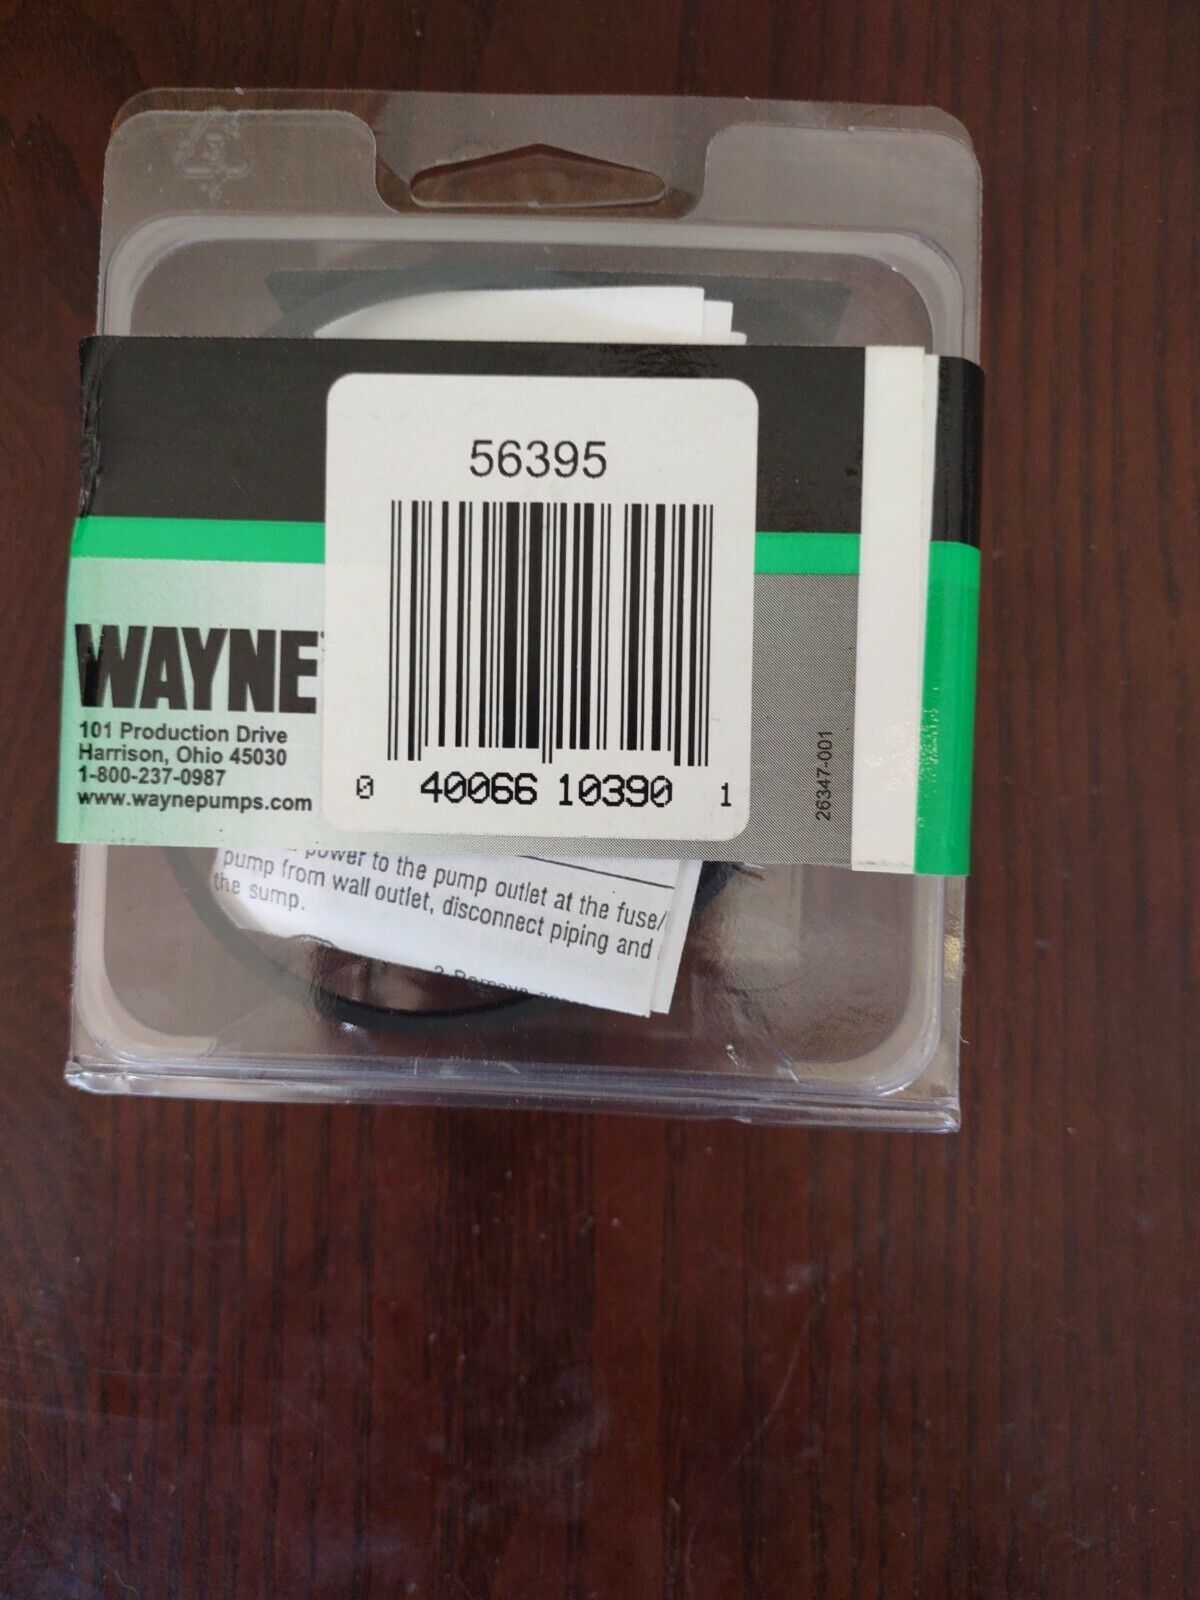 56395
0 40066 10390 1
WAYNE
101 Production Drive
Harrison, Ohio 45030
1-800-237-0987
www.waynepumps.com
26347-001
power to the pump outlet at the fuse/
pump from wall outlet, disconnect piping and
the sump.
Remove